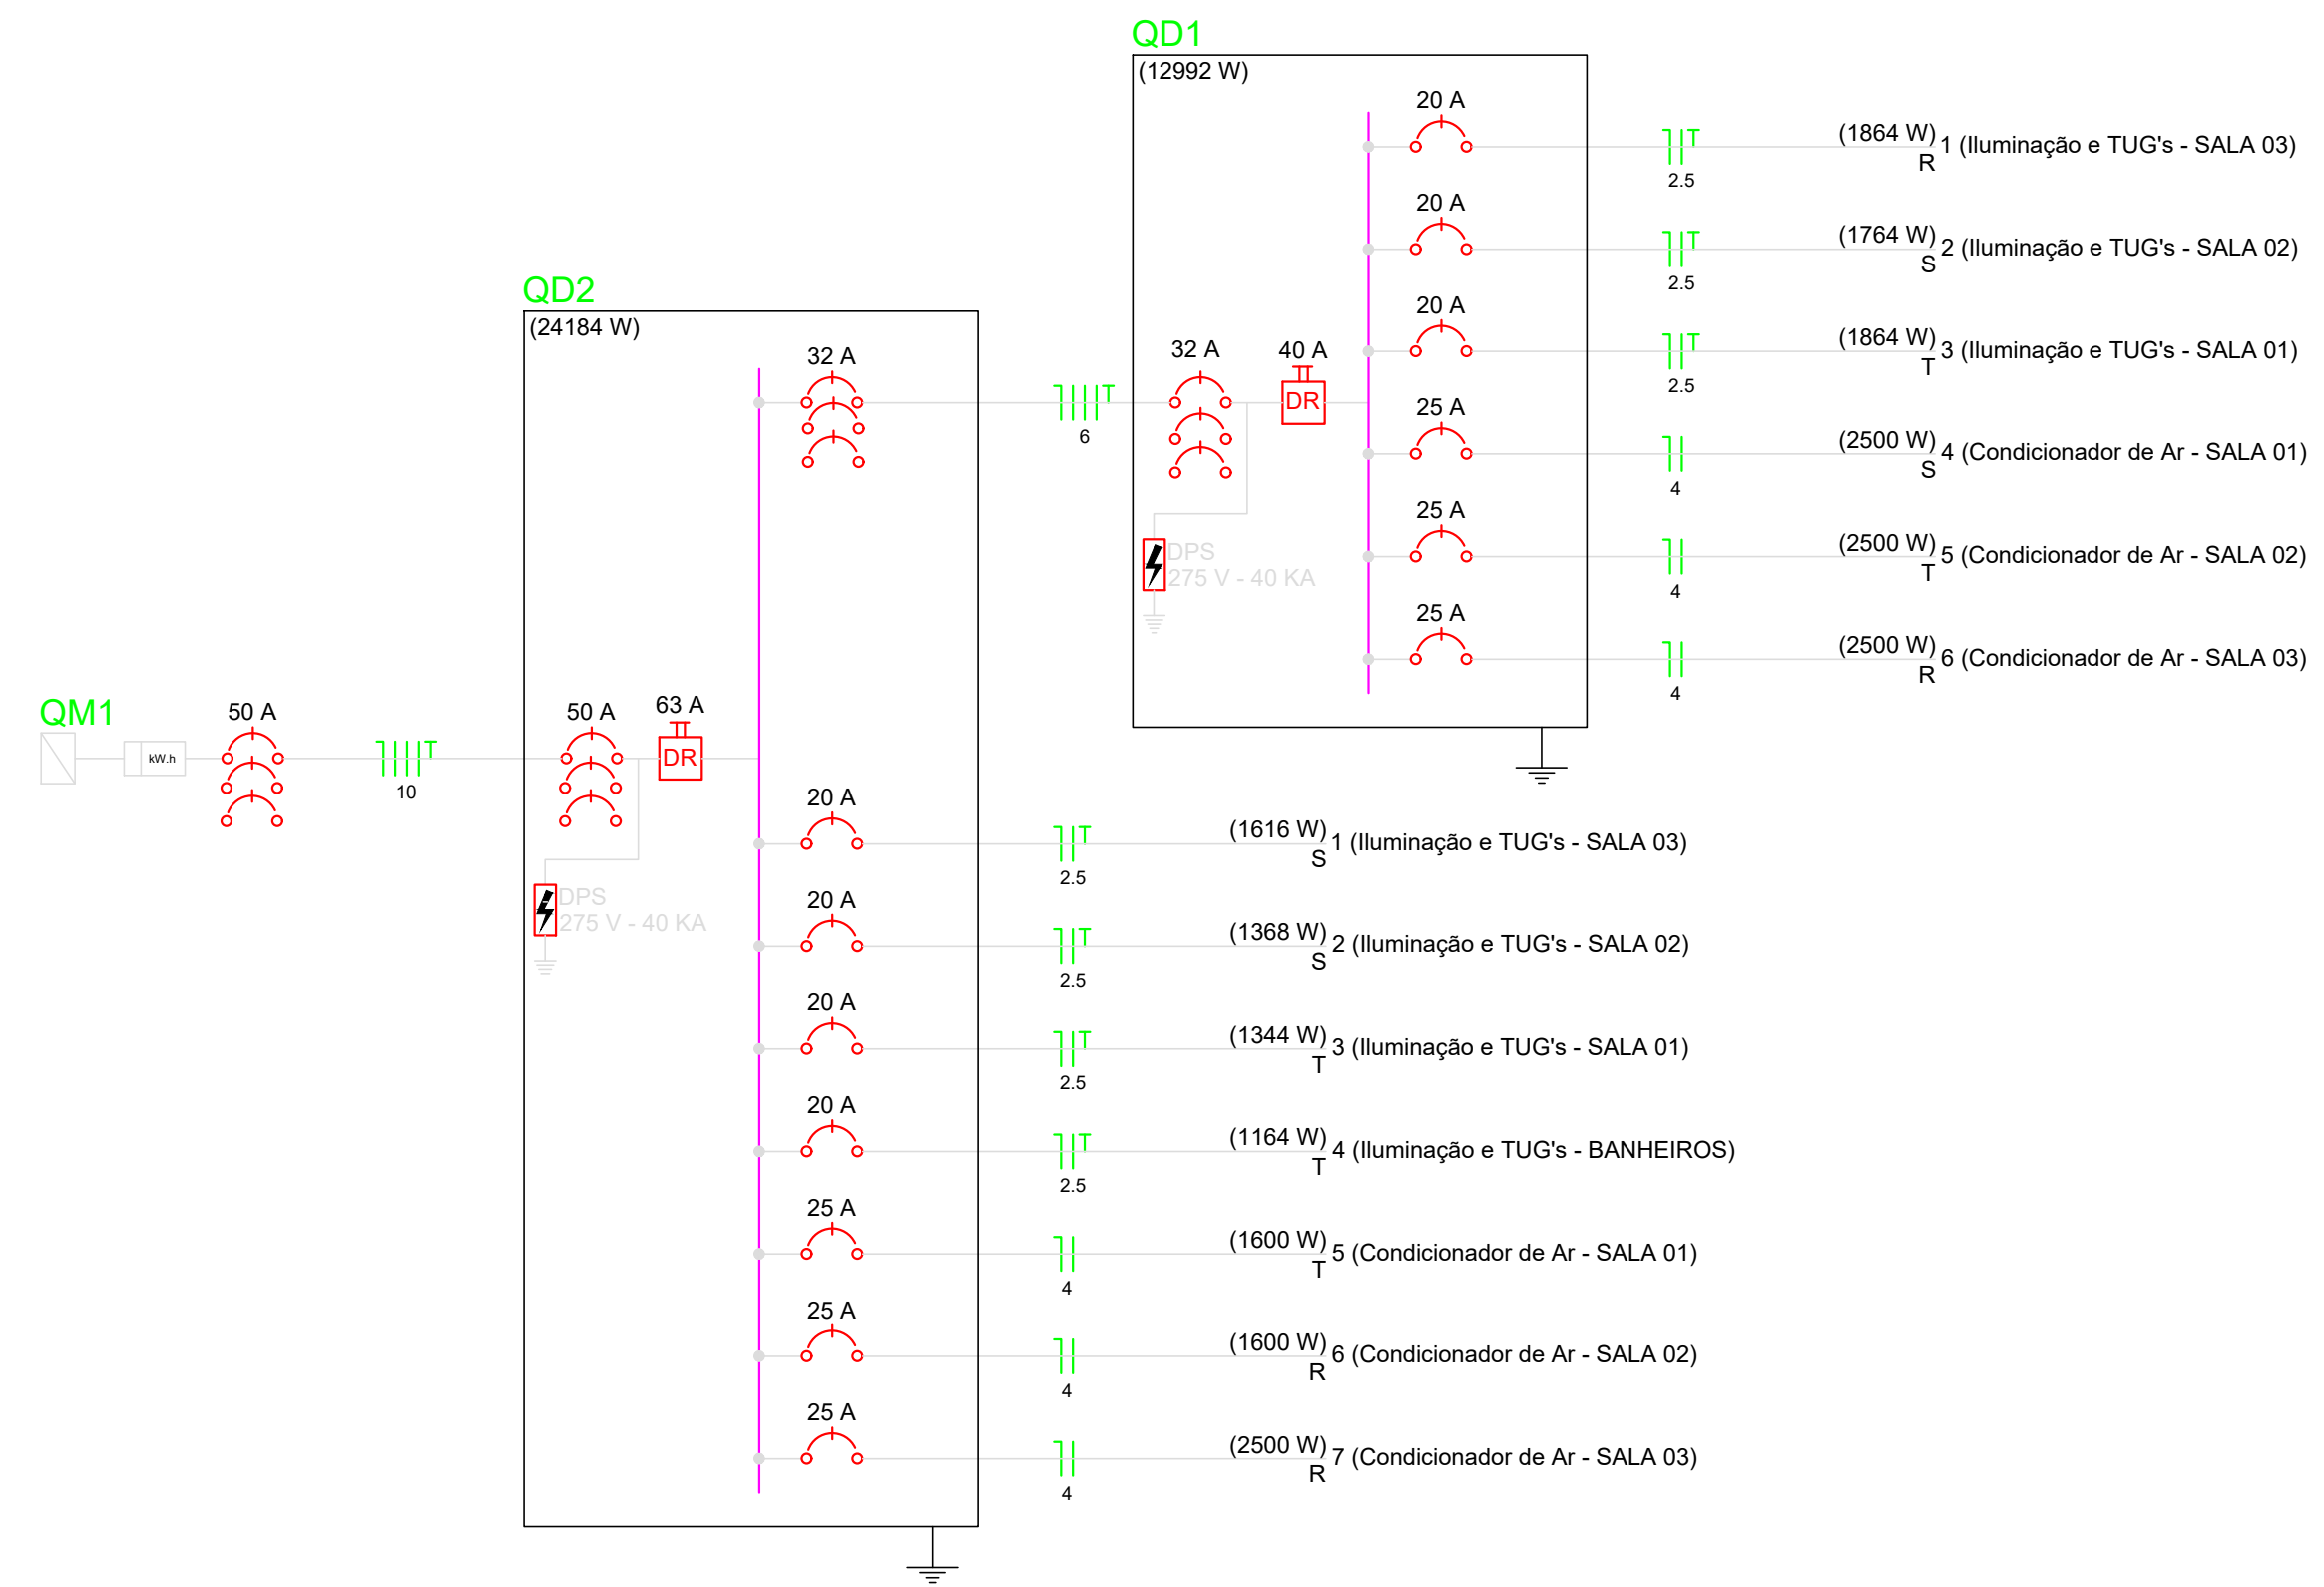 QD1
(12992 W)
20 A
(1864 W)
R
1 (Iluminação e TUG's - SALA 03)
2.5
20 A
(1764 W)
S
2 (Iluminação e TUG's - SALA 02)
2.5
20 A
(1864 W)
T
3 (Iluminação e TUG's - SALA 01)
2.5
32 A
40 A
DR
25 A
(2500 W)
S
4 (Condicionador de Ar - SALA 01)
4
25 A
(2500 W)
T
5 (Condicionador de Ar - SALA 02)
4
DPS
275 V - 40 KA
25 A
(2500 W)
R
6 (Condicionador de Ar - SALA 03)
4
QD2
(24184 W)
32 A
6
QM1
kW.h
50 A
10
50 A
63 A
DR
DPS
275 V - 40 KA
20 A
(1616 W)
S
1 (Iluminação e TUG's - SALA 03)
2.5
20 A
(1368 W)
S
2 (Iluminação e TUG's - SALA 02)
2.5
20 A
(1344 W)
T
3 (Iluminação e TUG's - SALA 01)
2.5
20 A
(1164 W)
T
4 (Iluminação e TUG's - BANHEIROS)
2.5
25 A
(1600 W)
T
5 (Condicionador de Ar - SALA 01)
4
25 A
(1600 W)
R
6 (Condicionador de Ar - SALA 02)
4
25 A
(2500 W)
R
7 (Condicionador de Ar - SALA 03)
4